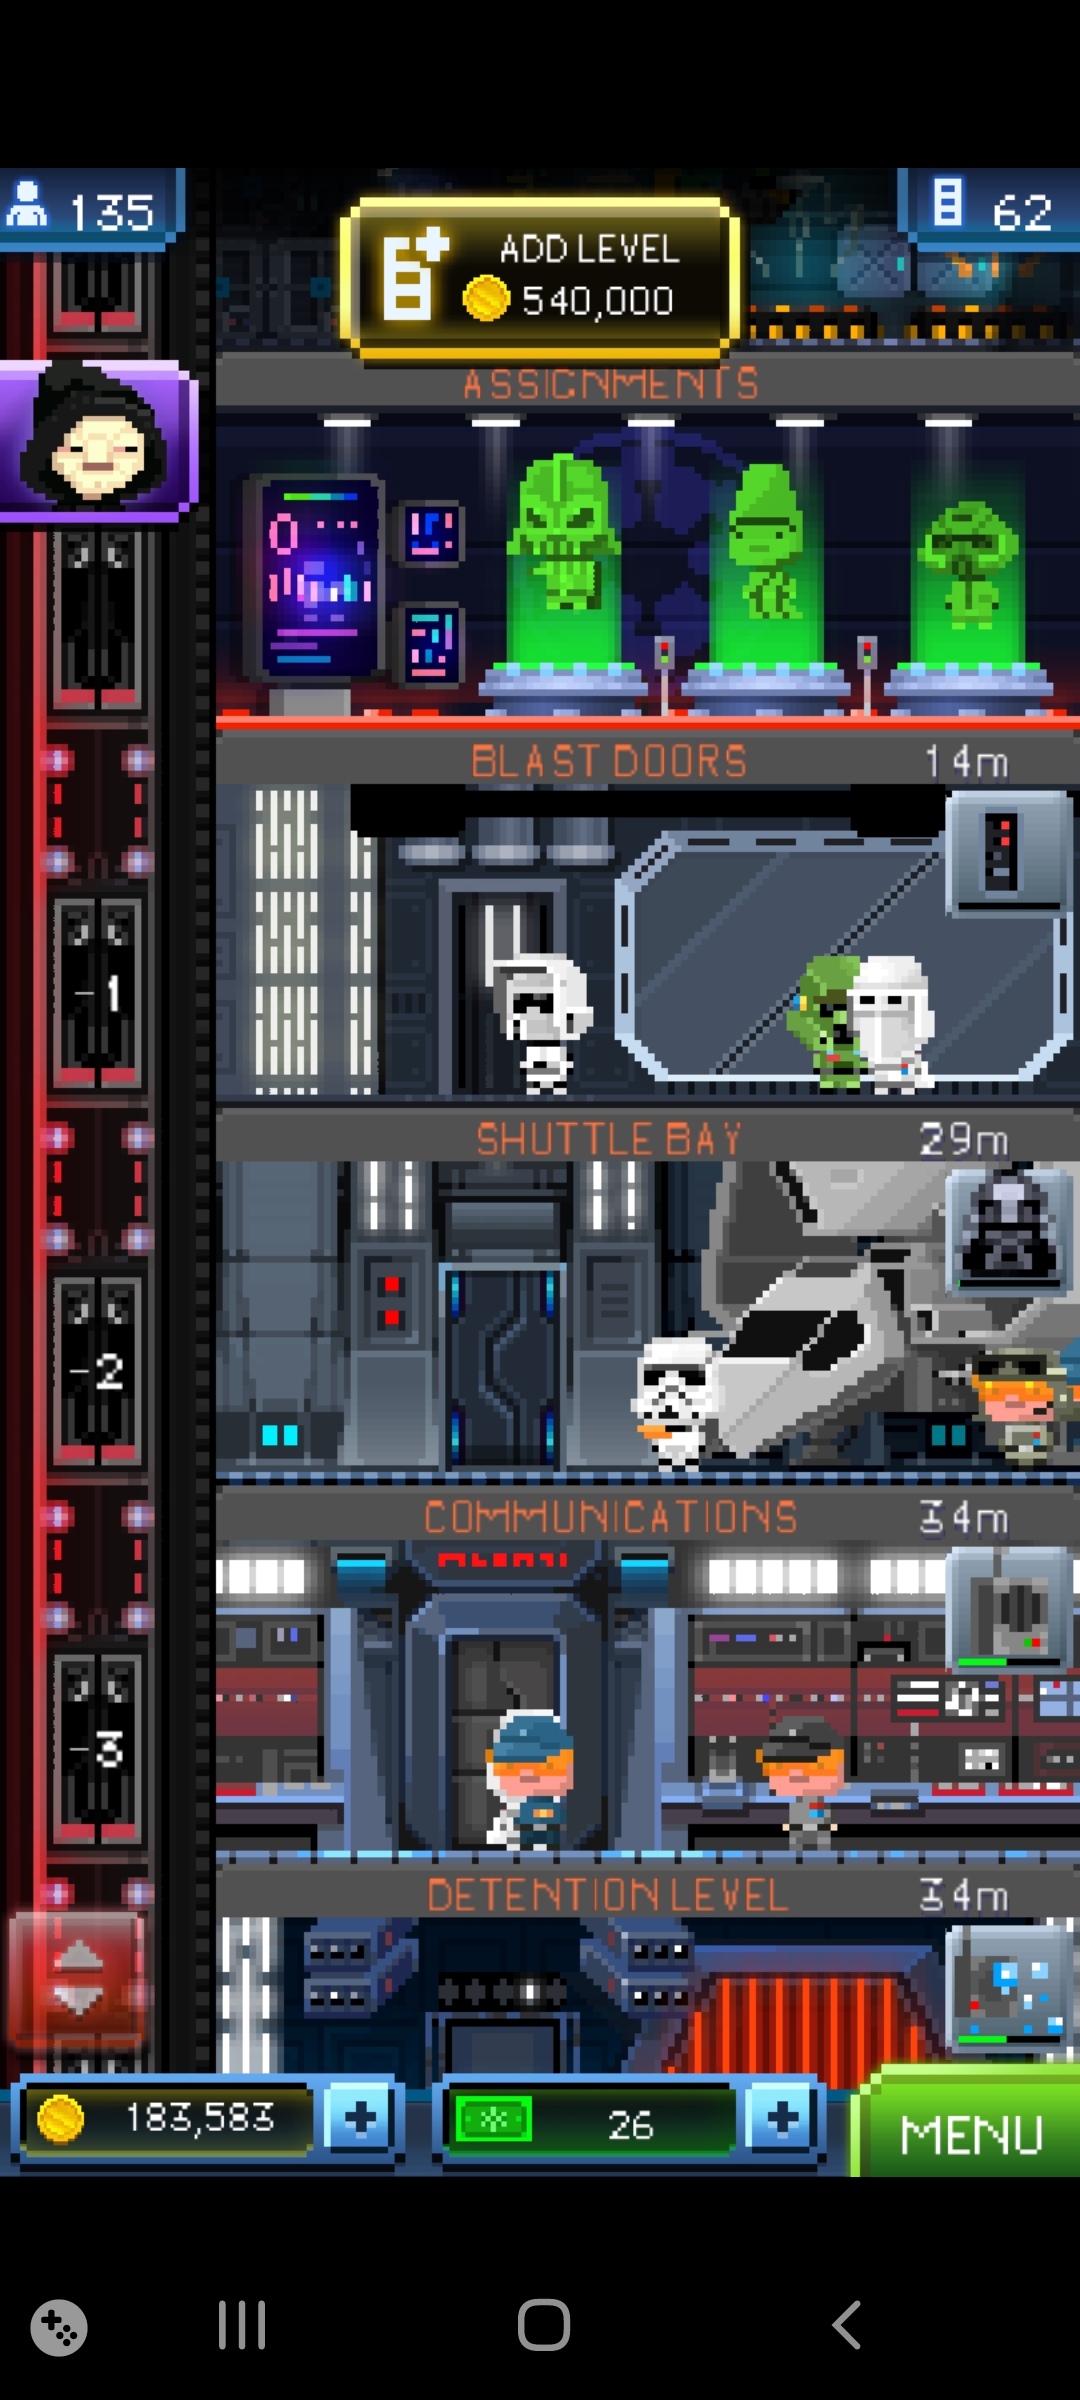 135
ADD LEVEL
540,000
62
ASSIGNMENTS
BLAST DOORS 14m
-1
SHUTTLE BAY 29m
-2
COMMUNICATIONS 34m
-3
DETENTION LEVEL 34m
183,583
+
26
+
MENU